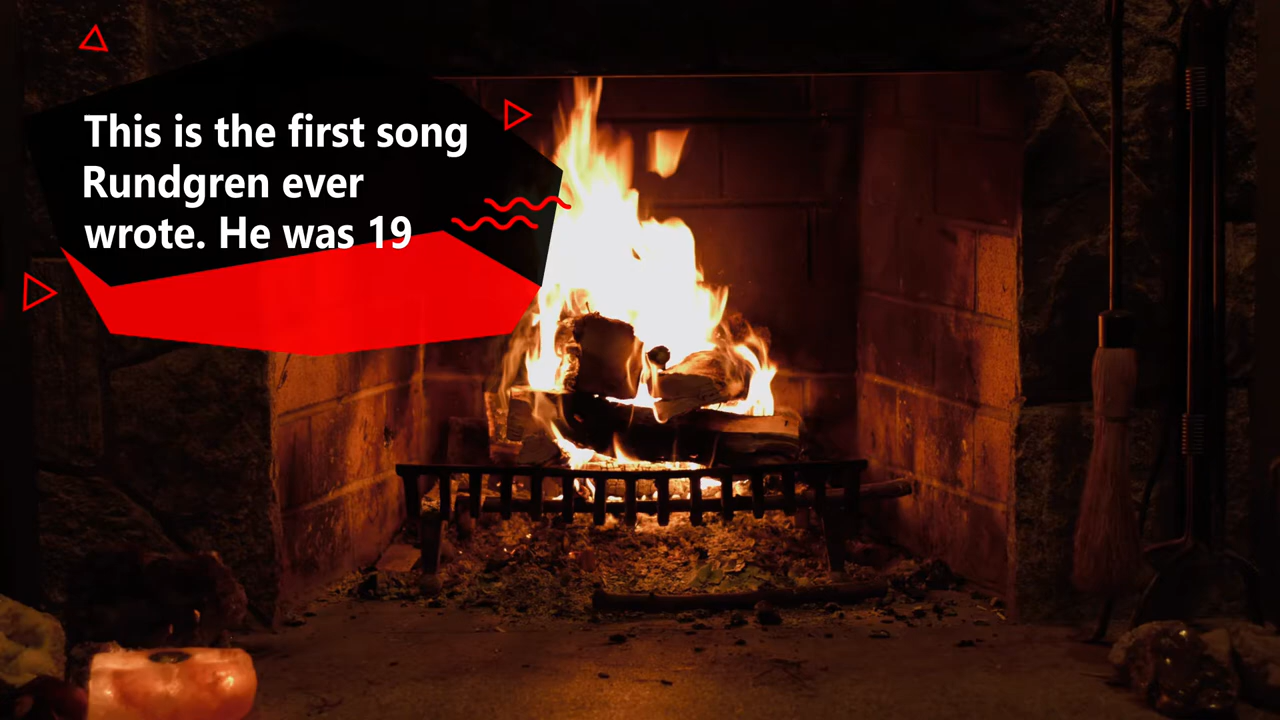 This is the first song
Rundgren ever
wrote. He was 19